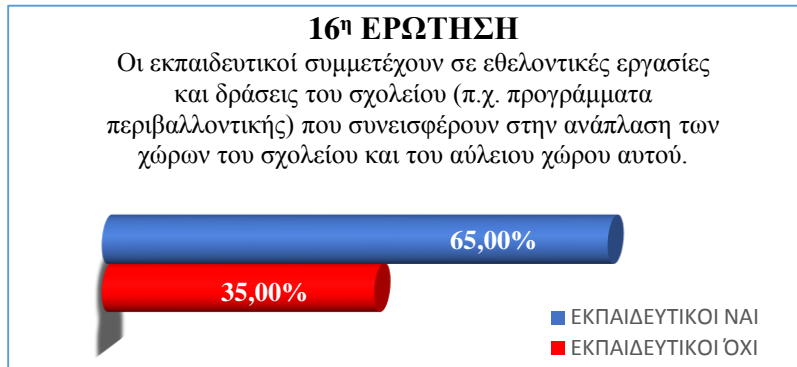 16η ΕΡΩΤΗΣΗ
Οι εκπαιδευτικοί συμμετέχουν σε εθελοντικές εργασίες
και δράσεις του σχολείου (π.χ. προγράμματα
περιβαλλοντικής) που συνεισφέρουν στην ανάπλαση των
χώρων του σχολείου και του αύλειου χώρου αυτού.
65,00%
35,00%
ΕΚΠΑΙΔΕΥΤΙΚΟΙ ΝΑΙ
ΕΚΠΑΙΔΕΥΤΙΚΟΙ ΌΧΙ